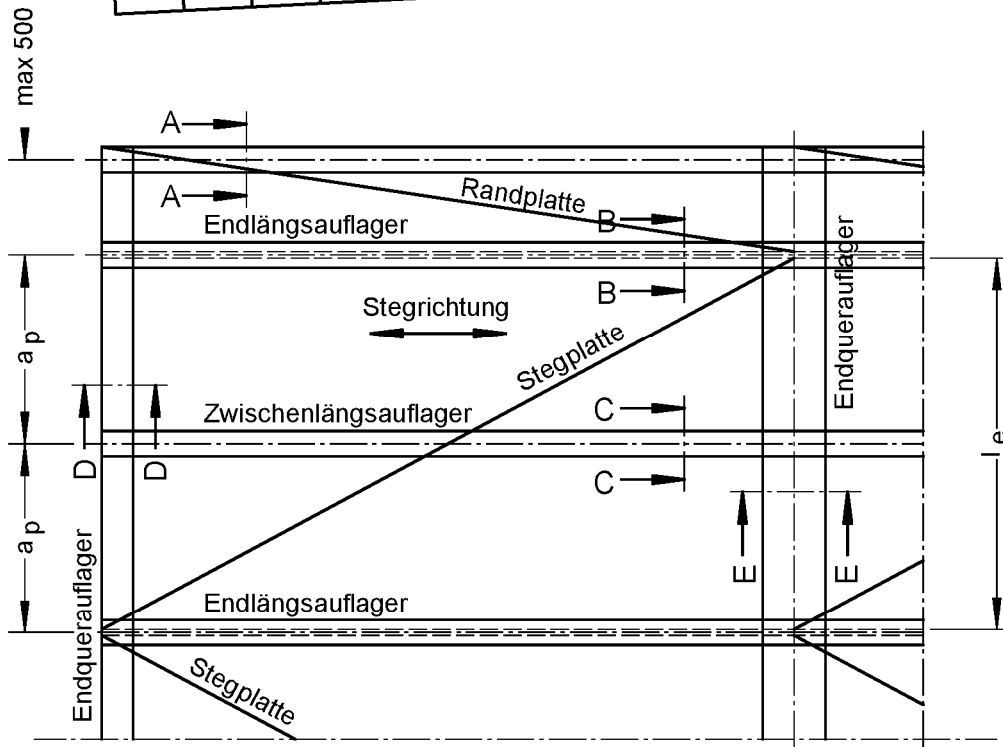 max 500
A
A
Randplatte
Endlängsauflager
B
B
Endquerauflager
Stegrichtung
a p
Stegplatte
Zwischenlängsauflager
C
C
D
D
l e
a p
E
E
Endlängsauflager
Endquerauflager
Stegplatte